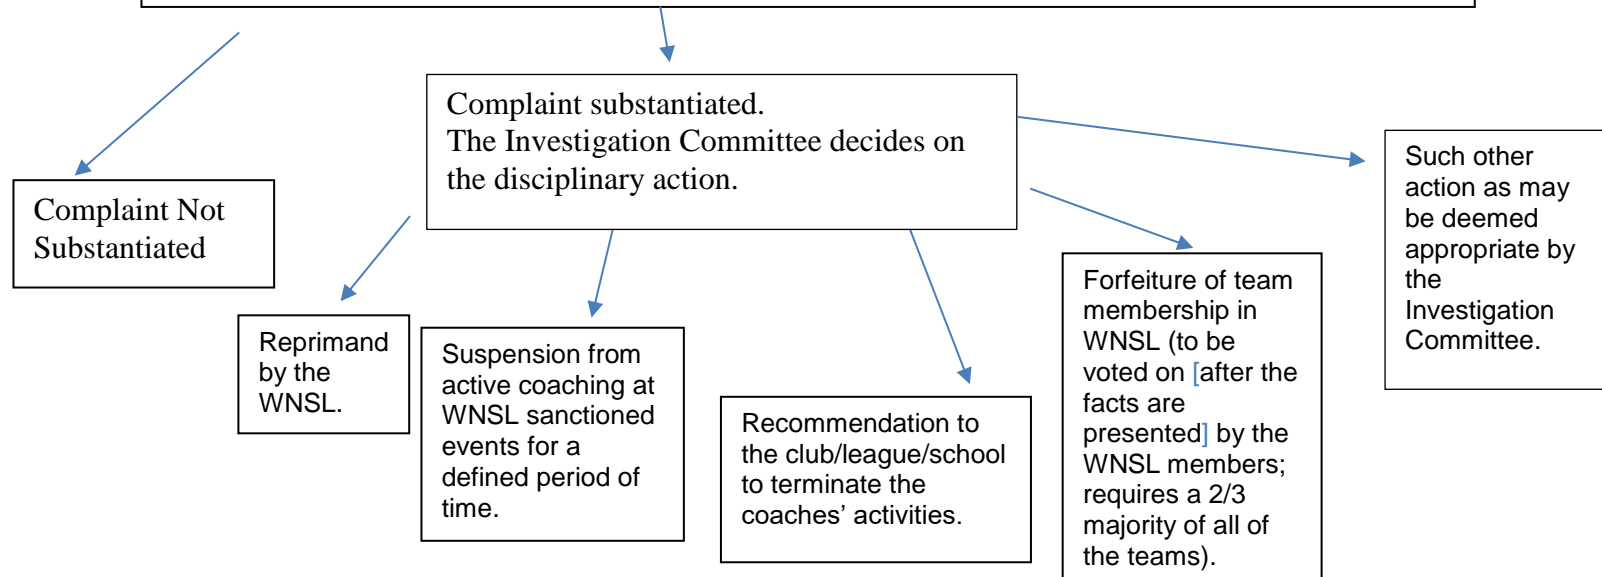 Complaint substantiated.
The Investigation Committee decides on
the disciplinary action.
Complaint Not
Substantiated
Reprimand
by the
WNSL.
Suspension from
active coaching at
WNSL sanctioned
events for a
defined period of
time.
Recommendation to
the club/league/school
to terminate the
coaches’ activities.
Forfeiture of team
membership in
WNSL (to be
voted on [after the
facts are
presented] by the
WNSL members;
requires a 2/3
majority of all of
the teams).
Such other
action as may
be deemed
appropriate by
the
Investigation
Committee.